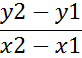 y2 − y1
x2 − x1